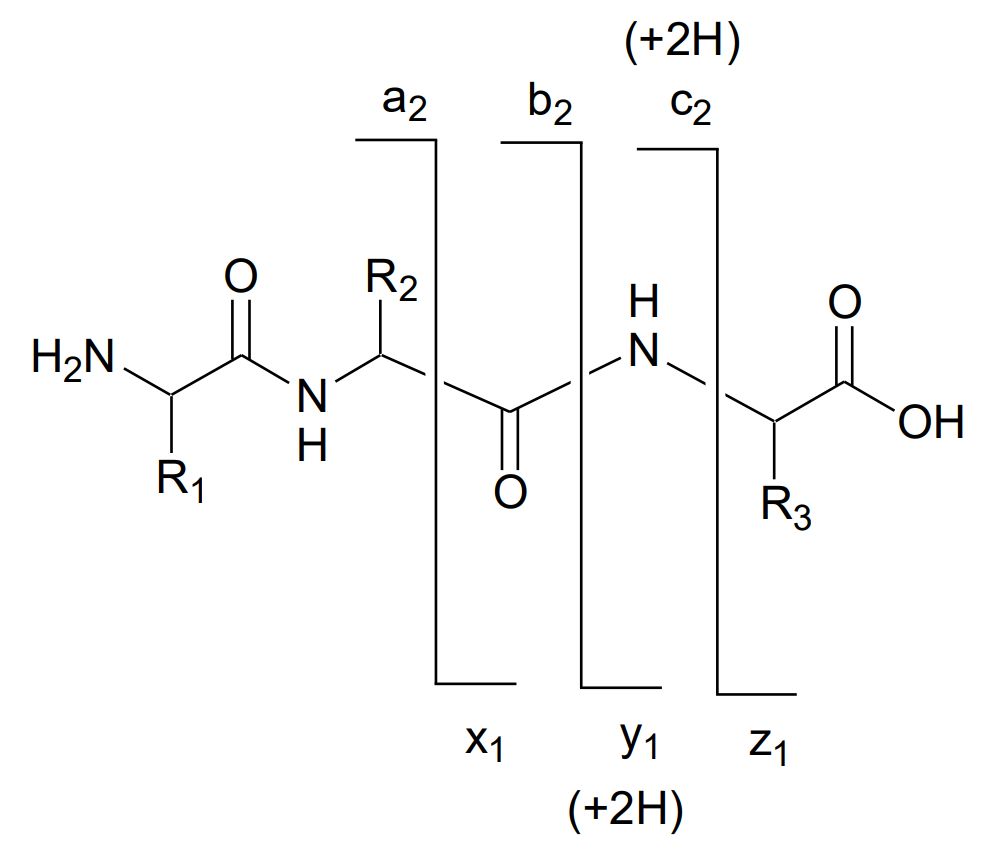 (+2H)
a2 b2 c2
O R2 H O
H2N N N OH
H
R1 O R3
x1 y1 z1
(+2H)